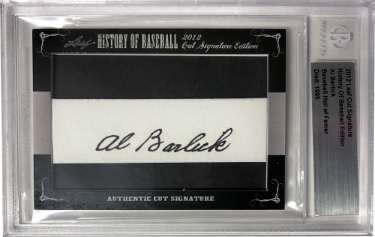 Leaf HISTORY OF BASEBALL 2012 Cut Signature Edition
Al Barlick
AUTHENTIC CUT SIGNATURE
2012 Leaf Cut Signature
History Of Baseball Edition
Al Barlick
Baseball Hall of Famer
Died: 1995